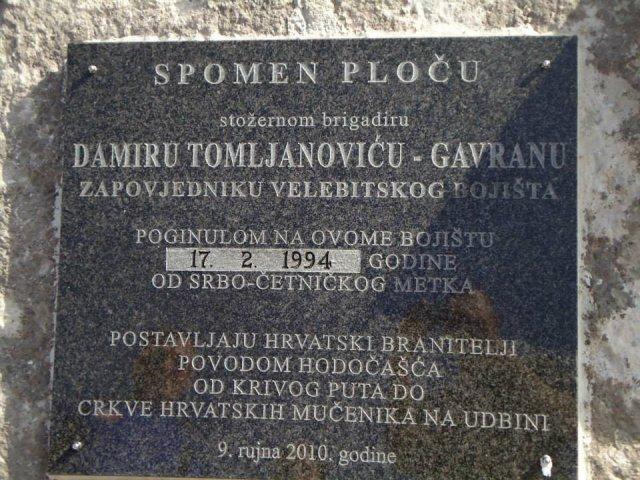 SPOMEN PLOČU
stožernom brigadiru
DAMIRU TOMLJANOVIĆU - GAVRANU
ZAPOVJEDNIKU VELEBITSKOG BOJIŠTA
POGINULOM NA OVOME BOJIŠTU
17. 2. 1994 GODINE
OD SRBO-ČETNIČKOG METKA
POSTAVLJAJU HRVATSKI BRANITELJI
POVODOM HODOČAŠĆA
OD KRIVOG PUTA DO
CRKVE HRVATSKIH MUČENIKA NA UDBINI
9. rujna 2010. godine